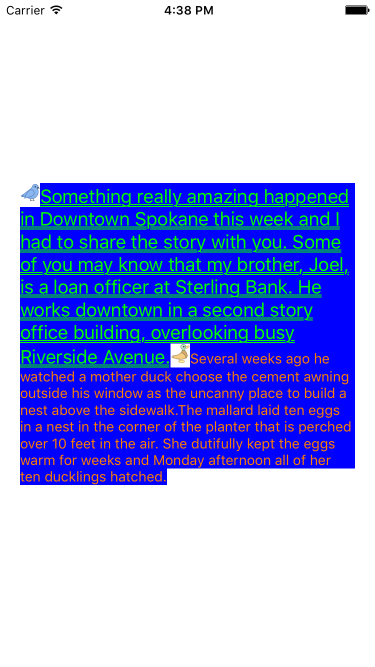 Carrier 4:38 PM
Something really amazing happened
in Downtown Spokane this week and I
had to share the story with you. Some
of you may know that my brother, Joel,
is a loan officer at Sterling Bank. He
works downtown in a second story
office building, overlooking busy
Riverside Avenue. Several weeks ago he
watched a mother duck choose the cement awning
outside his window as the uncanny place to build a
nest above the sidewalk.The mallard laid ten eggs
in a nest in the corner of the planter that is perched
over 10 feet in the air. She dutifully kept the eggs
warm for weeks and Monday afternoon all of her
ten ducklings hatched.